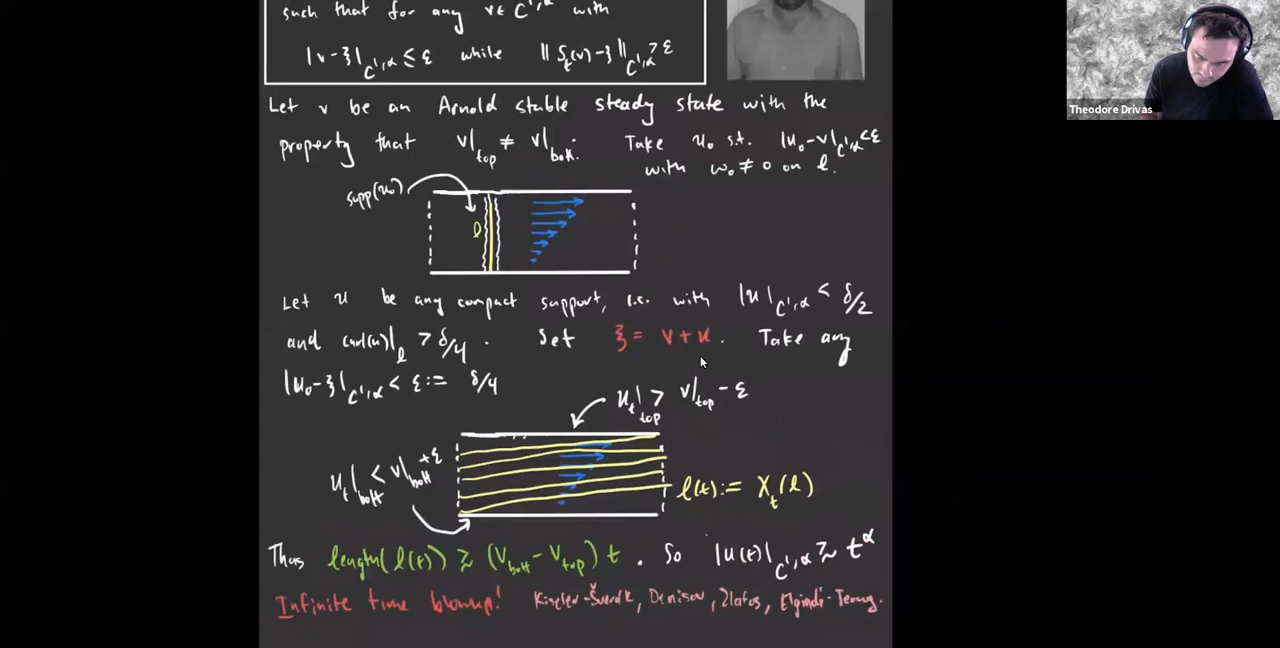 such that for any v ∈ C^{1,α} with
|v-ξ|_{C^{1,α}} ≤ ε while ||S_t(v)-ξ||_{C^{1,α}} > ε
Theodore Drivas
Let v be an Arnold stable steady state with the
property that v|_top ≠ v|_bott. Take u₀ s.t. |u₀-v|_{C^{1,α}} < ε
with ω₀ ≠ 0 on l.
supp(u₀)
l
Let u be any compact support, i.c. with |u|_{C^{1,α}} < δ/2
and curl(u)|_l > δ/4. Set ξ = v + u. Take any
|u₀-ξ|_{C^{1,α}} < ε := δ/4
u_t|_top > v|_top - ε
u_t|_bott < v|_bott + ε
l(t) := X_t(l)
Thus length(l(t)) ≳ (V_bott - V_top) t. So |u(t)|_{C^{1,α}} ≳ t^α
Infinite time blowup! Kiselev-Šverák, Denisov, Zlatos, Elgindi-